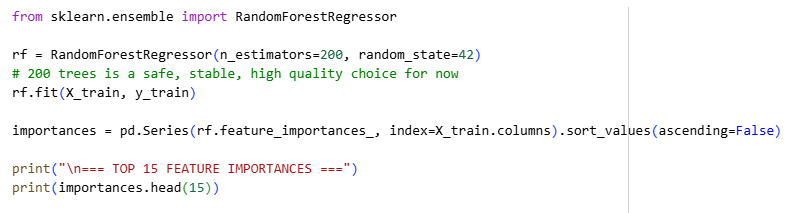 from sklearn.ensemble import RandomForestRegressor
rf = RandomForestRegressor(n_estimators=200, random_state=42)
# 200 trees is a safe, stable, high quality choice for now
rf.fit(X_train, y_train)
importances = pd.Series(rf.feature_importances_, index=X_train.columns).sort_values(ascending=False)
print("\n=== TOP 15 FEATURE IMPORTANCES ===")
print(importances.head(15))